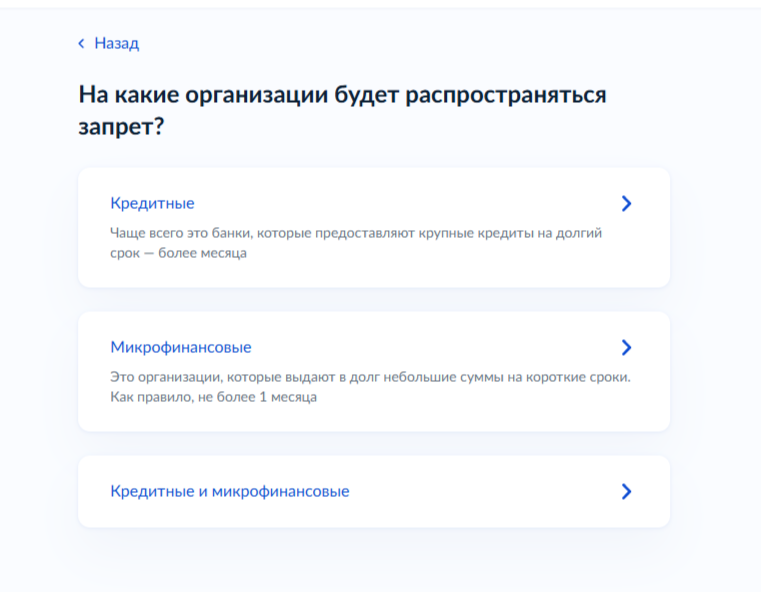 Назад
На какие организации будет распространяться
запрет?
Кредитные
Чаще всего это банки, которые предоставляют крупные кредиты на долгий
срок — более месяца
Микрофинансовые
Это организации, которые выдают в долг небольшие суммы на короткие сроки.
Как правило, не более 1 месяца
Кредитные и микрофинансовые